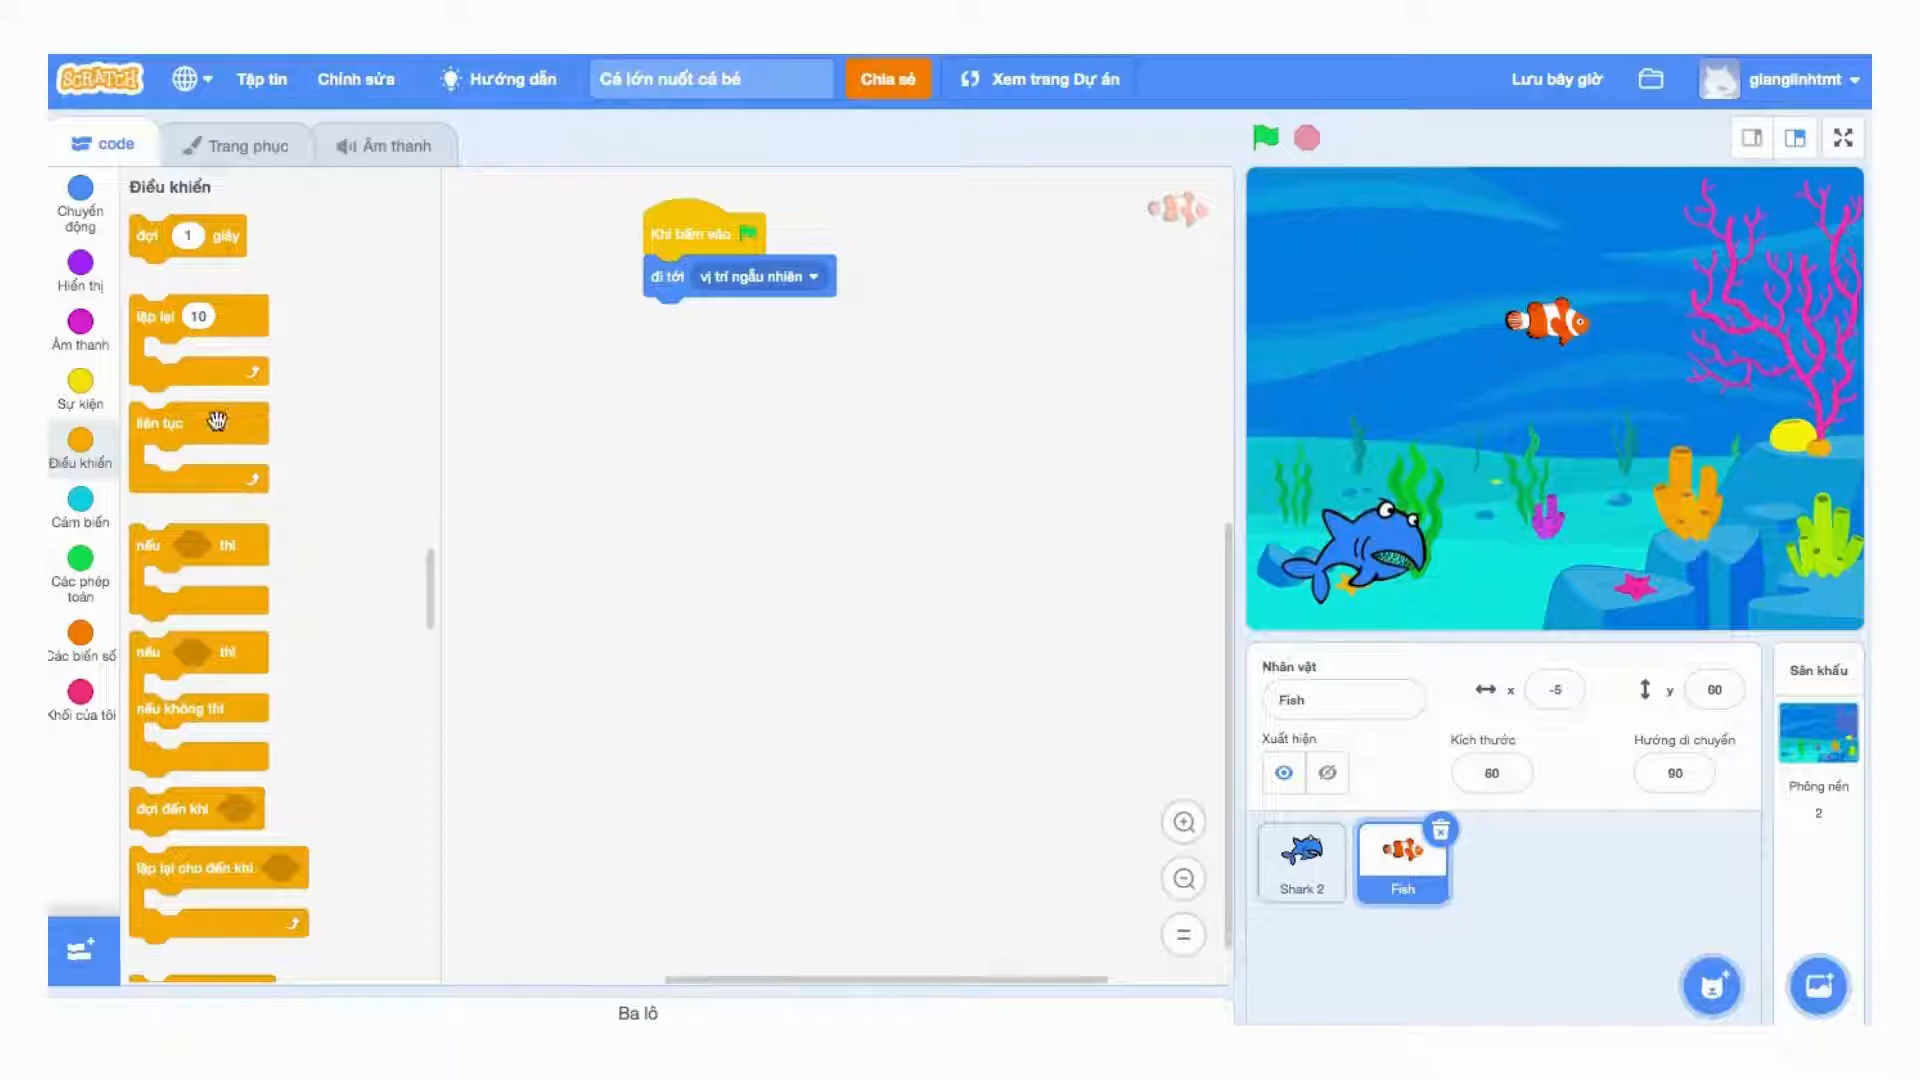 SCRATCH
Tập tin
Chỉnh sửa
Hướng dẫn
Cá lớn nuốt cá bé
Chia sẻ
Xem trang Dự án
Lưu bây giờ
gianglinhtmt
code
Trang phục
Âm thanh
Chuyển động
Hiển thị
Âm thanh
Sự kiện
Điều khiển
Cảm biến
Các phép toán
Các biến số
Khối của tôi
Điều khiển
đợi 1 giây
lặp lại 10
liên tục
nếu thì
nếu thì
nếu không thì
đợi đến khi
lặp lại cho đến khi
Khi bấm vào
đi tới vị trí ngẫu nhiên
Nhân vật
Fish
x -5
y 60
Xuất hiện
Kích thước
60
Hướng di chuyển
90
Shark 2
Fish
Sân khấu
Phông nền
2
Ba lô